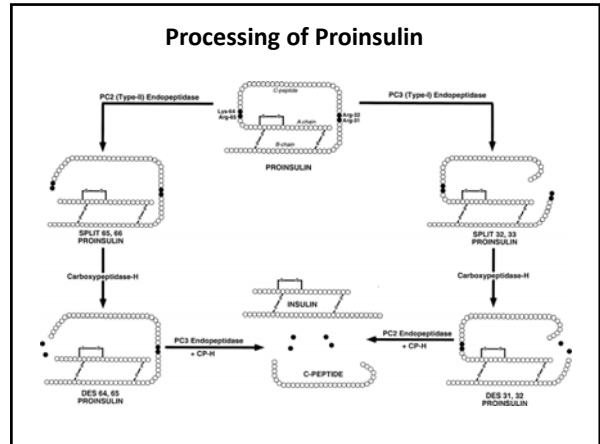 Processing of Proinsulin
PC2 (Type-II) Endopeptidase
C-peptide
PC3 (Type-I) Endopeptidase
Lys-64
Arg-65
Arg-32
Arg-31
A-chain
B-chain
PROINSULIN
SPLIT 65, 66
PROINSULIN
SPLIT 32, 33
PROINSULIN
Carboxypeptidase-H
Carboxypeptidase-H
INSULIN
PC3 Endopeptidase
+ CP-H
PC2 Endopeptidase
+ CP-H
C-PEPTIDE
DES 64, 65
PROINSULIN
DES 31, 32
PROINSULIN